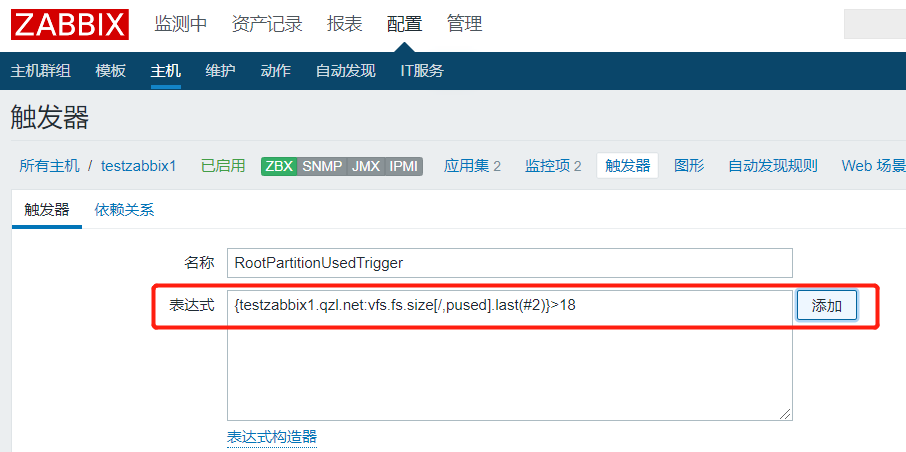 ZABBIX 监测中 资产记录 报表 配置 管理
主机群组 模板 主机 维护 动作 自动发现 IT服务
触发器
所有主机 / testzabbix1 已启用 ZBX SNMP JMX IPMI 应用集 2 监控项 2 触发器 图形 自动发现规则 Web 场景
触发器 依赖关系
名称 RootPartitionUsedTrigger
表达式 {testzabbix1.qzl.net:vfs.fs.size[/,pused].last(#2)}>18 添加
表达式构造器